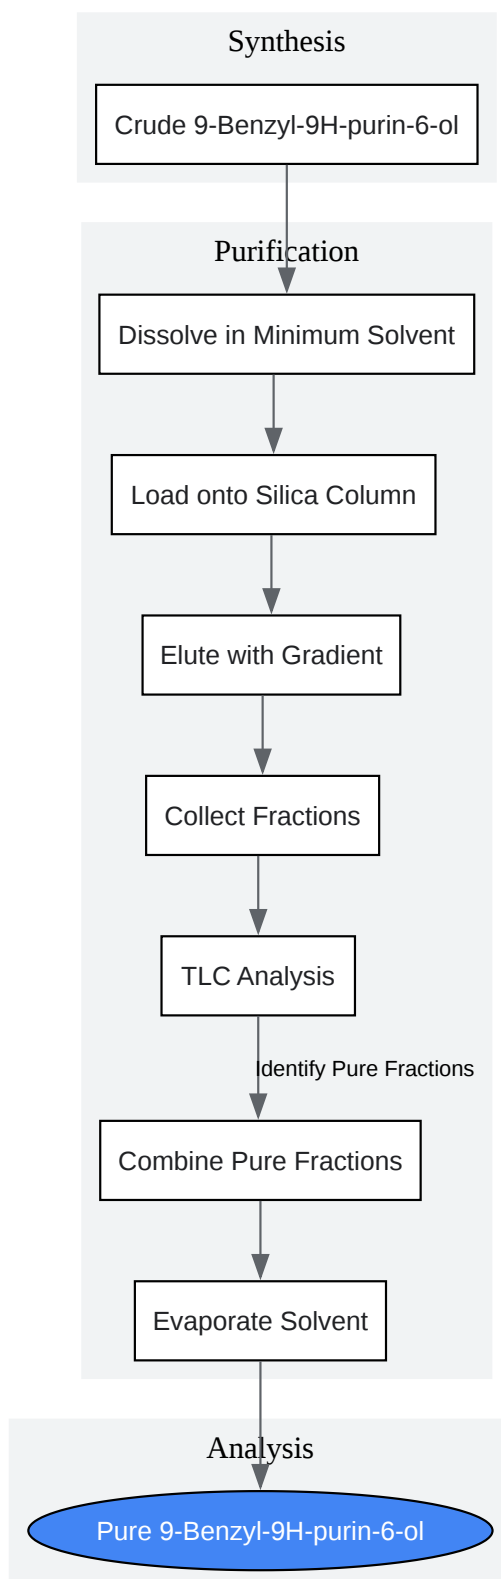 Synthesis
Crude 9-Benzyl-9H-purin-6-ol
Purification
Dissolve in Minimum Solvent
Load onto Silica Column
Elute with Gradient
Collect Fractions
TLC Analysis
Identify Pure Fractions
Combine Pure Fractions
Evaporate Solvent
Analysis
Pure 9-Benzyl-9H-purin-6-ol